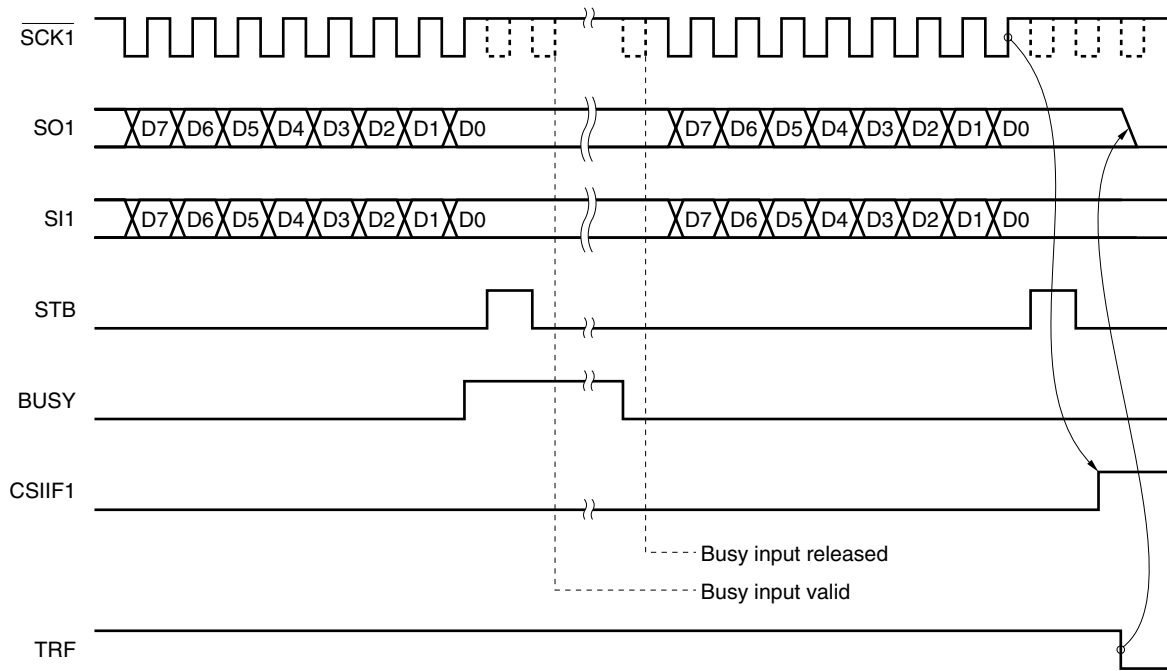 SCK1
SO1 D7 D6 D5 D4 D3 D2 D1 D0 D7 D6 D5 D4 D3 D2 D1 D0
SI1 D7 D6 D5 D4 D3 D2 D1 D0 D7 D6 D5 D4 D3 D2 D1 D0
STB
BUSY
CSIIF1
Busy input released
Busy input valid
TRF